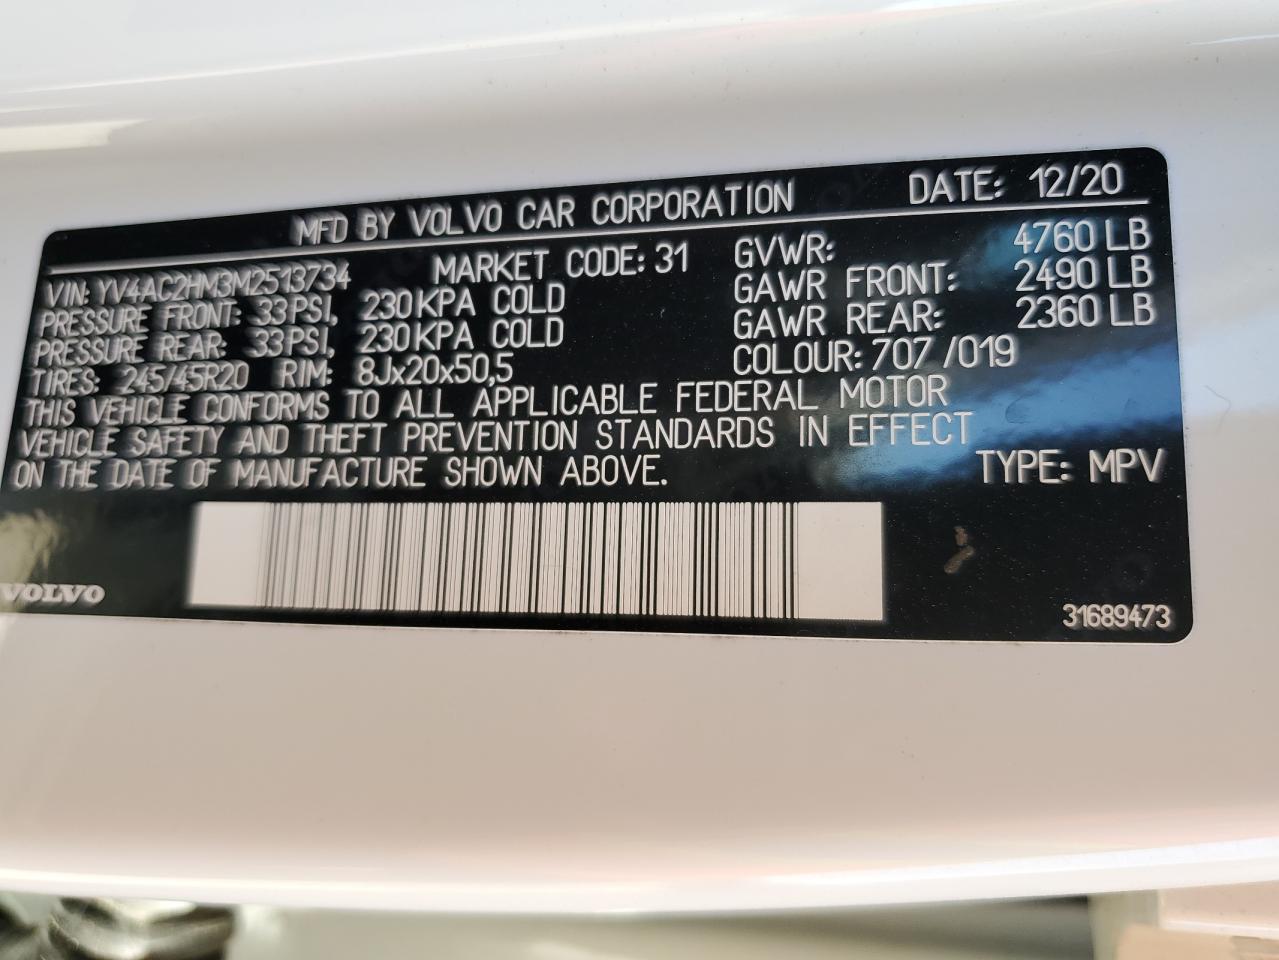 MFD BY VOLVO CAR CORPORATION DATE: 12/20
VIN: YV4AC2HM3M2513734 MARKET CODE: 31 GVWR: 4760 LB
PRESSURE FRONT: 33 PSI, 230 KPA COLD GAWR FRONT: 2490 LB
PRESSURE REAR: 33 PSI, 230 KPA COLD GAWR REAR: 2360 LB
TIRES: 245/45R20 RIM: 8Jx20x50,5 COLOUR: 707 /019
THIS VEHICLE CONFORMS TO ALL APPLICABLE FEDERAL MOTOR
VEHICLE SAFETY AND THEFT PREVENTION STANDARDS IN EFFECT
ON THE DATE OF MANUFACTURE SHOWN ABOVE. TYPE: MPV
VOLVO
31689473